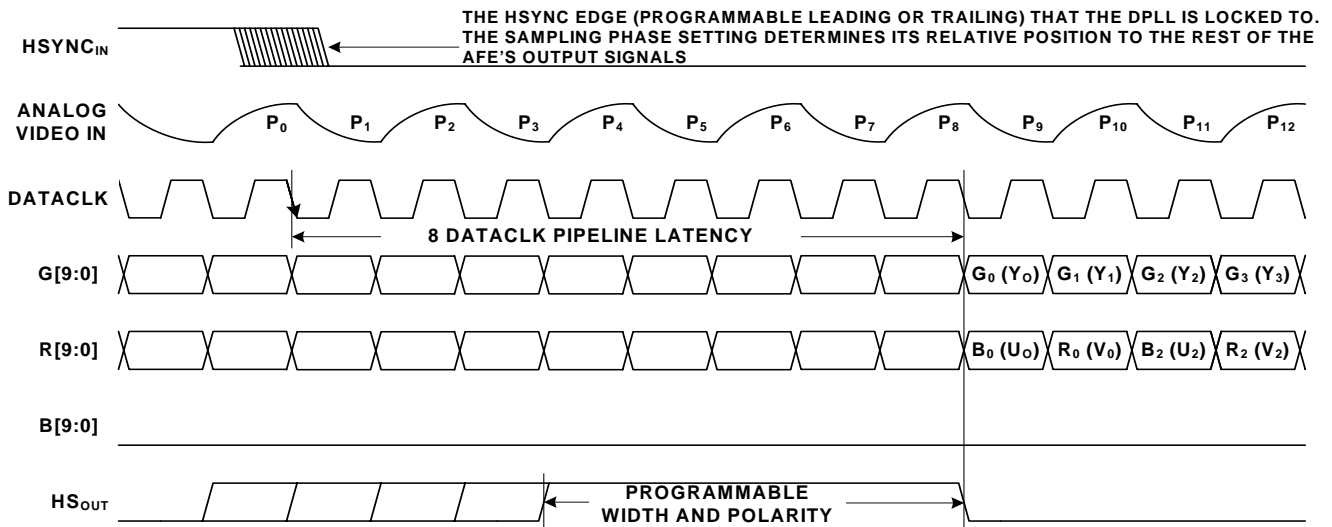 THE HSYNC EDGE (PROGRAMMABLE LEADING OR TRAILING) THAT THE DPLL IS LOCKED TO.
THE SAMPLING PHASE SETTING DETERMINES ITS RELATIVE POSITION TO THE REST OF THE
AFE'S OUTPUT SIGNALS
HSYNCIN
ANALOG
VIDEO IN
P0 P1 P2 P3 P4 P5 P6 P7 P8 P9 P10 P11 P12
DATACLK
8 DATACLK PIPELINE LATENCY
G[9:0]
G0 (YO) G1 (Y1) G2 (Y2) G3 (Y3)
R[9:0]
B0 (UO) R0 (V0) B2 (U2) R2 (V2)
B[9:0]
HSOUT
PROGRAMMABLE
WIDTH AND POLARITY